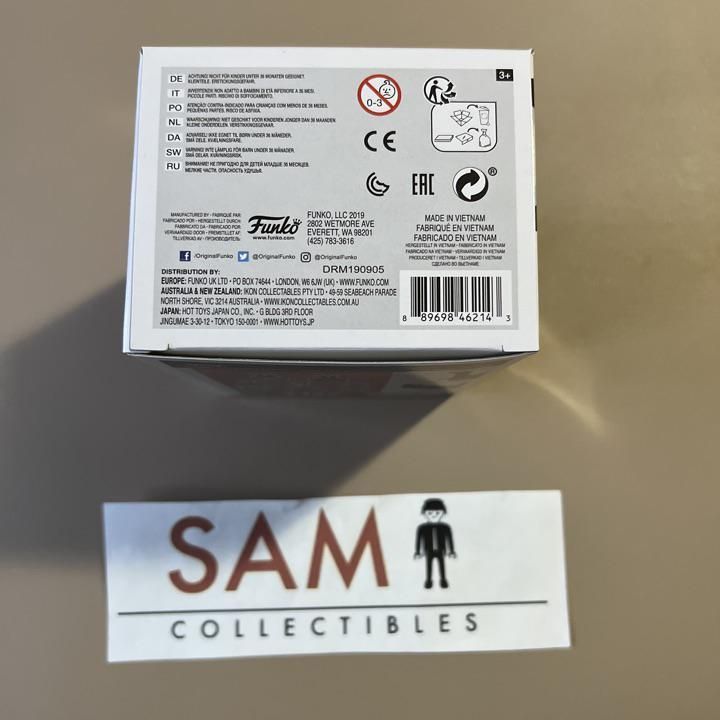 DE ACHTUNG! NICHT FÜR KINDER UNTER 36 MONATEN GEEIGNET.
KLEINTEILE. ERSTICKUNGSGEFAHR.
IT AVVERTENZE: NON ADATTO A BAMBINI DI ETÀ INFERIORE A 36 MESI.
PICCOLE PARTI. RISCHIO DI SOFFOCAMENTO.
PO ATENÇÃO: CONTRA-INDICADO PARA CRIANÇAS COM MENOS DE 36 MESES.
PEQUENAS PARTES. RISCO DE ASFIXIA.
NL WAARSCHUWING: NIET GESCHIKT VOOR KINDEREN JONGER DAN 36 MAANDEN
KLEINE ONDERDELEN. VERSTIKKINGSGEVAAR.
DA ADVARSEL! IKKE EGNET TIL BØRN UNDER 36 MÅNEDER.
SMÅ DELE. KVÆLNINGSFARE.
SW VARNING! INTE LÄMPLIG FÖR BARN UNDER 36 MÅNADER.
SMÅ DELAR. KVÄVNINGSRISK.
RU ВНИМАНИЕ! НЕ ПРИГОДНО ДЛЯ ДЕТЕЙ МЛАДШЕ 36 МЕСЯЦЕВ.
МЕЛКИЕ ЧАСТИ. ОПАСНОСТЬ УДУШЬЯ.
0-3
3+
CE
EAC
®
MANUFACTURED BY • FABRIQUÉ PAR:
FABRICADO POR • HERGESTELLT DURCH:
FABRICATO DA • FABRICADO POR:
VERVAARDIGD DOOR • FREMSTILLET AF:
TILLVERKAD AV • ПРОИЗВОДИТЕЛЬ:
Funko
www.funko.com
FUNKO, LLC 2019
2802 WETMORE AVE
EVERETT, WA 98201
(425) 783-3616
MADE IN VIETNAM
FABRIQUÉ EN VIETNAM
FABRICADO EN VIETNAM
HERGESTELLT IN VIETNAM • FABBRICATO IN VIETNAM
FABRICADO NA VIETNAM • VERVAARDIGD IN VIETNAM
PRODUCERET I VIETNAM • TILLVERKAD I VIETNAM
СДЕЛАНО ВО ВЬЕТНАМЕ
/OriginalFunko @OriginalFunko @OriginalFunko
DRM190905
DISTRIBUTION BY:
EUROPE: FUNKO UK LTD • PO BOX 74644 • LONDON, W6 6JW (UK) • WWW.FUNKO.COM
AUSTRALIA & NEW ZEALAND: IKON COLLECTABLES PTY LTD • 49-59 SEABEACH PARADE
NORTH SHORE, VIC 3214 AUSTRALIA • WWW.IKONCOLLECTABLES.COM.AU
JAPAN: HOT TOYS JAPAN CO., INC. • G BLDG 3RD FLOOR
JINGUMAE 3-30-12 • TOKYO 150-0001 • WWW.HOTTOYS.JP
8 89698 46214 3
SAM
COLLECTIBLES